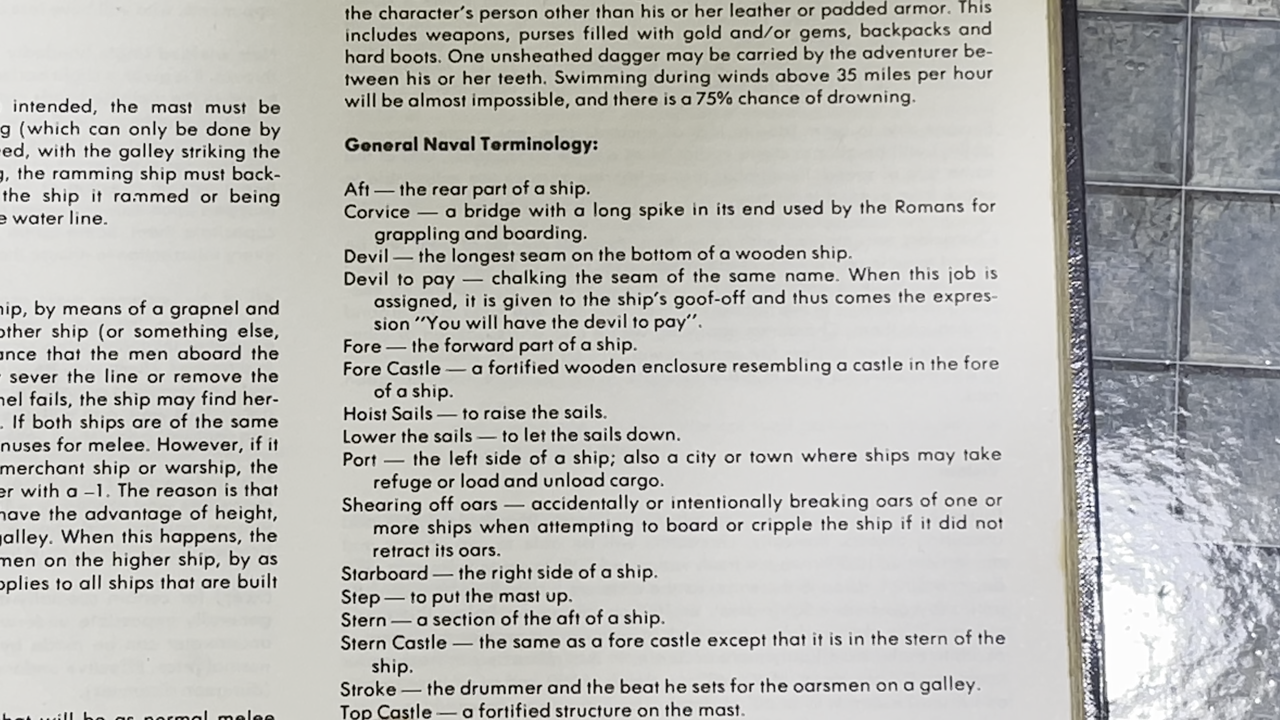 intended, the mast must be
(which can only be done by
with the galley striking the
the ramming ship must back-
the ship it rammed or being
water line.
by means of a grapnel and
other ship (or something else,
that the men aboard the
sever the line or remove the
fails, the ship may find her-
If both ships are of the same
for melee. However, if it
merchant ship or warship, the
with a –1. The reason is that
have the advantage of height,
When this happens, the
men on the higher ship, by as
to all ships that are built
will be as normal melee
the character's person other than his or her leather or padded armor. This
includes weapons, purses filled with gold and/or gems, backpacks and
hard boots. One unsheathed dagger may be carried by the adventurer be-
tween his or her teeth. Swimming during winds above 35 miles per hour
will be almost impossible, and there is a 75% chance of drowning.
General Naval Terminology:
Aft — the rear part of a ship.
Corvice — a bridge with a long spike in its end used by the Romans for
grappling and boarding.
Devil — the longest seam on the bottom of a wooden ship.
Devil to pay — chalking the seam of the same name. When this job is
assigned, it is given to the ship's goof-off and thus comes the expres-
sion "You will have the devil to pay".
Fore — the forward part of a ship.
Fore Castle — a fortified wooden enclosure resembling a castle in the fore
of a ship.
Hoist Sails — to raise the sails.
Lower the sails — to let the sails down.
Port — the left side of a ship; also a city or town where ships may take
refuge or load and unload cargo.
Shearing off oars — accidentally or intentionally breaking oars of one or
more ships when attempting to board or cripple the ship if it did not
retract its oars.
Starboard — the right side of a ship.
Step — to put the mast up.
Stern — a section of the aft of a ship.
Stern Castle — the same as a fore castle except that it is in the stern of the
ship.
Stroke — the drummer and the beat he sets for the oarsmen on a galley.
Top Castle — a fortified structure on the mast.